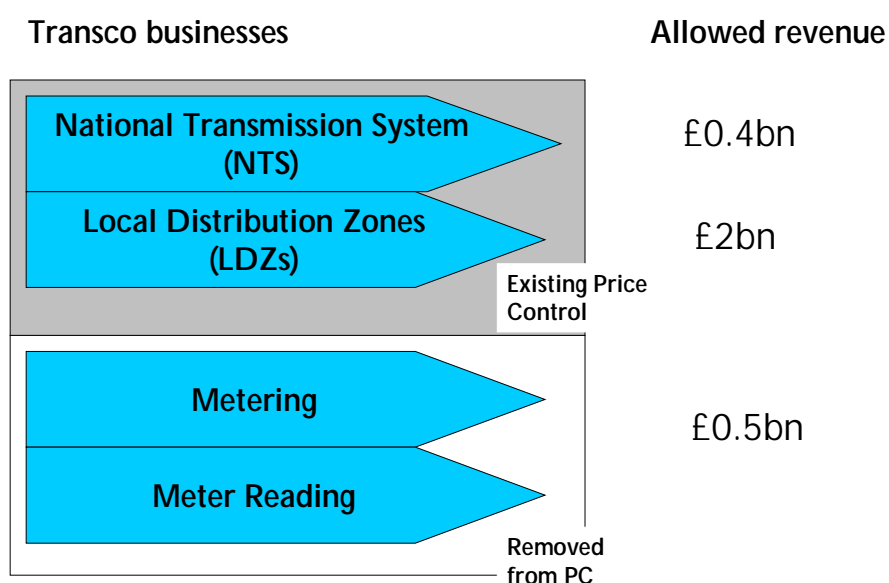 Transco businesses
Allowed revenue
National Transmission System
(NTS)
£0.4bn
Local Distribution Zones
(LDZs)
£2bn
Existing Price
Control
Metering
£0.5bn
Meter Reading
Removed
from PC